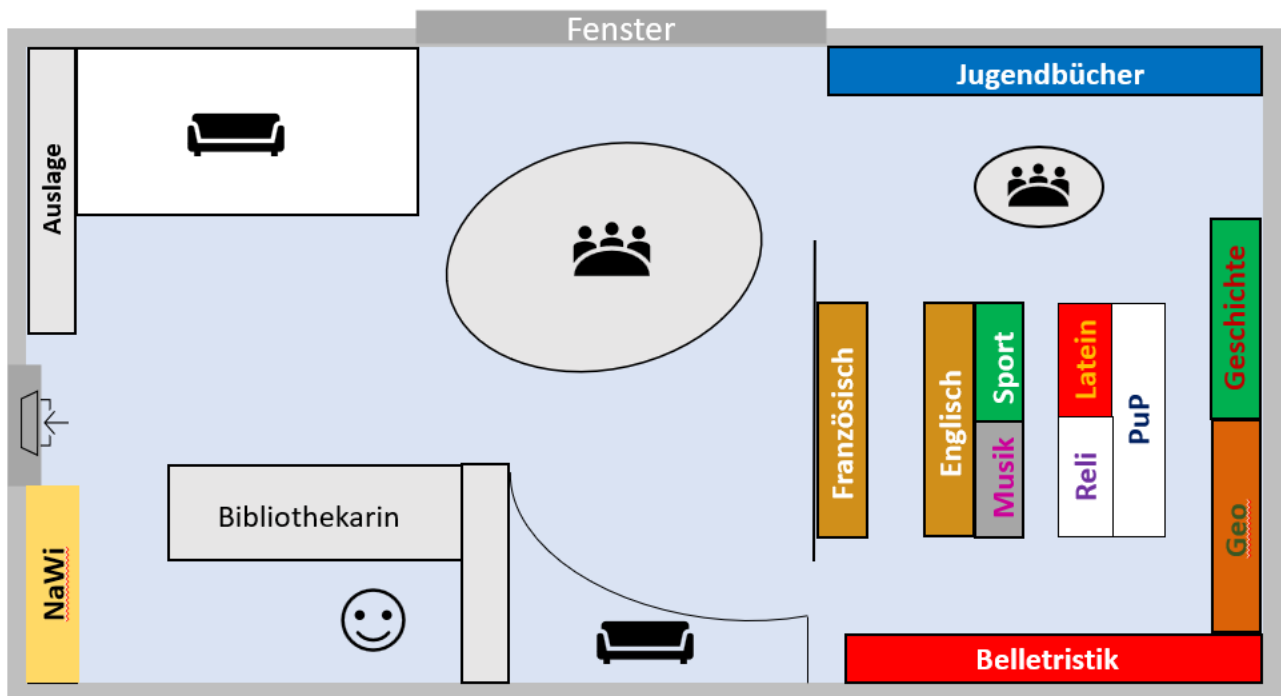 Fenster
Jugendbücher
Auslage
Geschichte
Französisch
Englisch
Sport
Musik
Latein
Reli
PuP
Geo
Bibliothekarin
NaWi
Belletristik